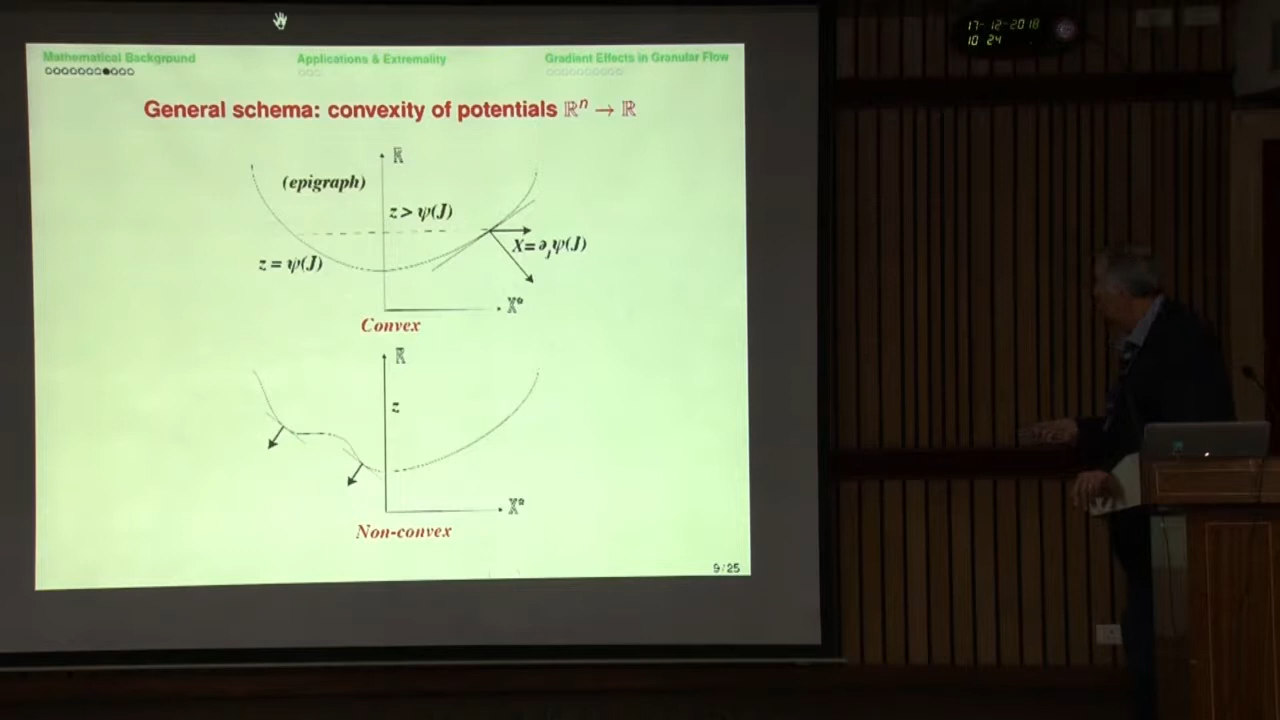 17-12-2018
10 24
Mathematical Background Applications & Extremality Gradient Effects in Granular Flow
General schema: convexity of potentials ℝⁿ → ℝ
ℝ
(epigraph)
z > ψ(J)
X=∂ⱼψ(J)
z = ψ(J)
Convex
ℝ
z
Non-convex
9/25